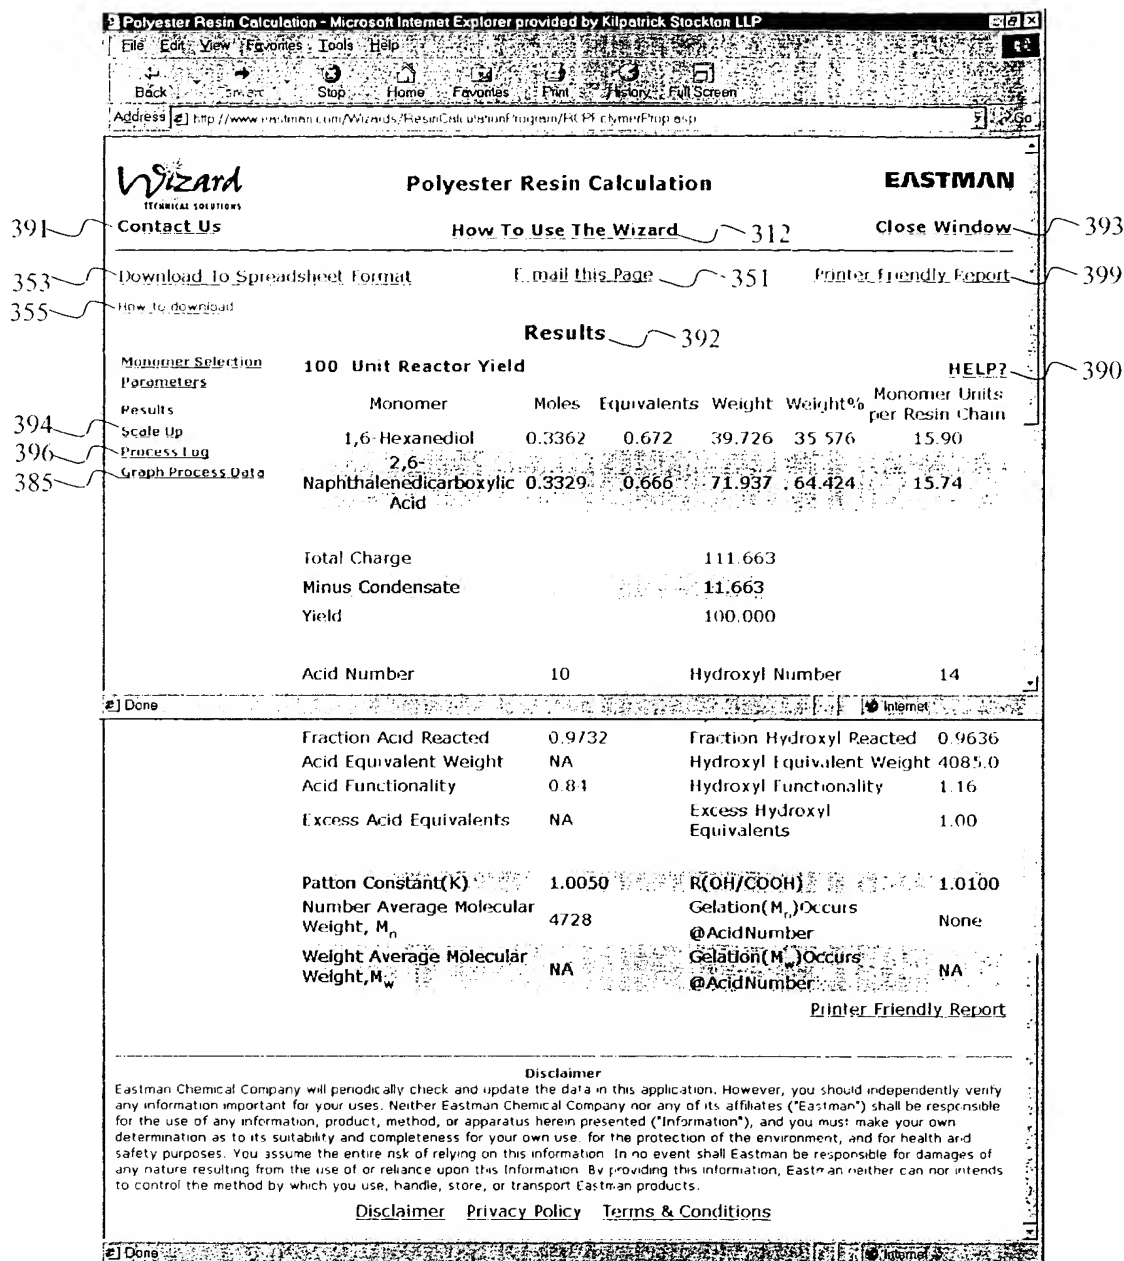 Polyester Resin Calculation - Microsoft Internet Explorer provided by Kilpatrick Stockton LLP
File Edit View Favorites Tools Help
Back Forward Stop Home Favorites Print History Full Screen
Address http://www.eastman.com/Wizards/ResinCalculationProgram/RCPPolymerProp.asp Go
Wizard Polyester Resin Calculation EASTMAN
TECHNICAL SOLUTIONS
391 Contact Us How To Use The Wizard 312 Close Window 393
353 Download To Spreadsheet Format E-mail this Page 351 Printer Friendly Report 399
355 How to download
Results 392
Monomer Selection 100 Unit Reactor Yield HELP? 390
Parameters
Results Monomer Moles Equivalents Weight Weight% Monomer Units per Resin Chain
394 Scale Up 1,6-Hexanediol 0.3362 0.672 39.726 35.576 15.90
396 Process Log
385 Graph Process Data 2,6-Naphthalenedicarboxylic Acid 0.3329 0.666 71.937 64.424 15.74
Total Charge 111.663
Minus Condensate 11.663
Yield 100.000
Acid Number 10 Hydroxyl Number 14
Done Internet
Fraction Acid Reacted 0.9732 Fraction Hydroxyl Reacted 0.9636
Acid Equivalent Weight NA Hydroxyl Equivalent Weight 4085.0
Acid Functionality 0.84 Hydroxyl Functionality 1.16
Excess Acid Equivalents NA Excess Hydroxyl Equivalents 1.00
Patton Constant(K) 1.0050 R(OH/COOH) 1.0100
Number Average Molecular Weight, Mn 4728 Gelation(Mn)Occurs @AcidNumber None
Weight Average Molecular Weight,Mw NA Gelation(Mw)Occurs @AcidNumber NA
Printer Friendly Report
Disclaimer
Eastman Chemical Company will periodically check and update the data in this application. However, you should independently verify
any information important for your uses. Neither Eastman Chemical Company nor any of its affiliates ("Eastman") shall be responsible
for the use of any information, product, method, or apparatus herein presented ("Information"), and you must make your own
determination as to its suitability and completeness for your own use, for the protection of the environment, and for health and
safety purposes. You assume the entire risk of relying on this information. In no event shall Eastman be responsible for damages of
any nature resulting from the use of or reliance upon this Information. By providing this information, Eastman neither can nor intends
to control the method by which you use, handle, store, or transport Eastman products.
Disclaimer Privacy Policy Terms & Conditions
Done Internet